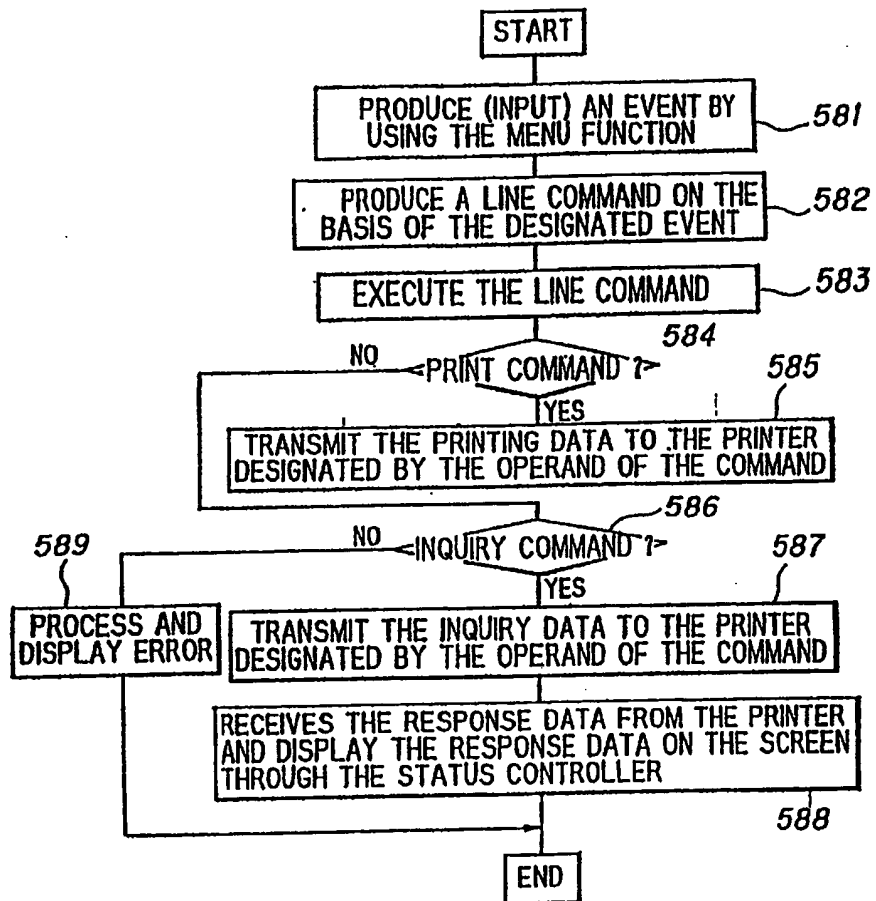 START
PRODUCE (INPUT) AN EVENT BY
USING THE MENU FUNCTION
581
PRODUCE A LINE COMMAND ON THE
BASIS OF THE DESIGNATED EVENT
582
EXECUTE THE LINE COMMAND
583
584
NO
PRINT COMMAND ?
YES
585
TRANSMIT THE PRINTING DATA TO THE PRINTER
DESIGNATED BY THE OPERAND OF THE COMMAND
586
NO
INQUIRY COMMAND ?
YES
589
587
PROCESS AND
DISPLAY ERROR
TRANSMIT THE INQUIRY DATA TO THE PRINTER
DESIGNATED BY THE OPERAND OF THE COMMAND
RECEIVES THE RESPONSE DATA FROM THE PRINTER
AND DISPLAY THE RESPONSE DATA ON THE SCREEN
THROUGH THE STATUS CONTROLLER
588
END